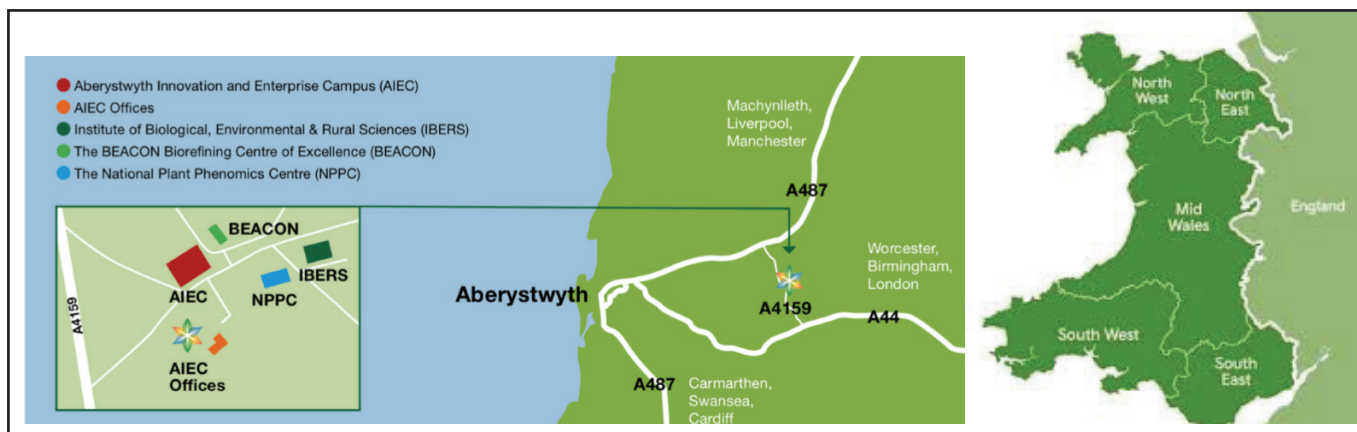 Aberystwyth Innovation and Enterprise Campus (AIEC)
AIEC Offices
Institute of Biological, Environmental & Rural Sciences (IBERS)
The BEACON Biorefining Centre of Excellence (BEACON)
The National Plant Phenomics Centre (NPPC)
BEACON
IBERS
AIEC
NPPC
A4159
AIEC
Offices
Machynlleth,
Liverpool,
Manchester
A487
Worcester,
Birmingham,
London
Aberystwyth
A4159
A44
A487
Carmarthen,
Swansea,
Cardiff
North
West
North
East
Mid
Wales
England
South West
South
East